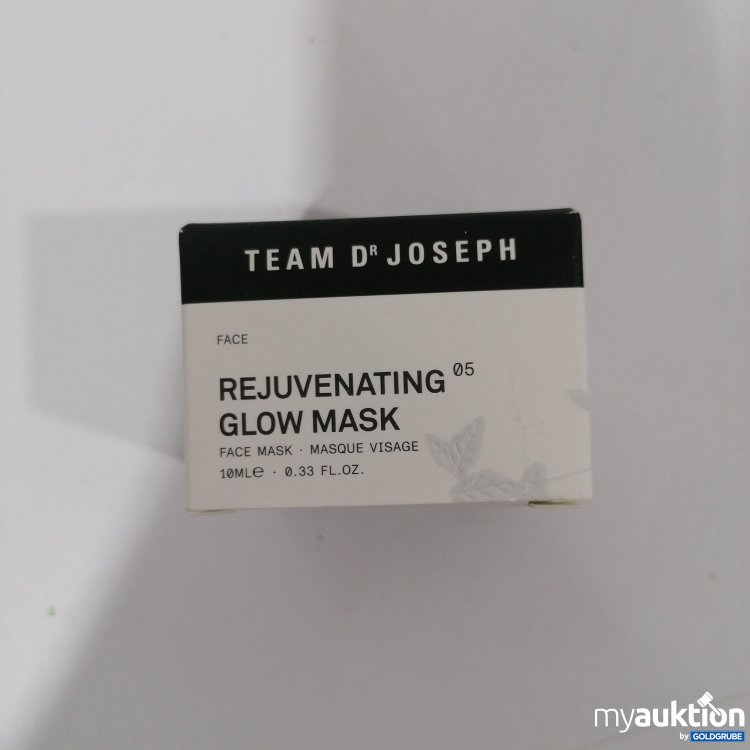 TEAM Dᴿ JOSEPH
FACE
REJUVENATING 05
GLOW MASK
FACE MASK · MASQUE VISAGE
10ML℮ · 0.33 FL.OZ.
myauktion
by GOLDGRUBE